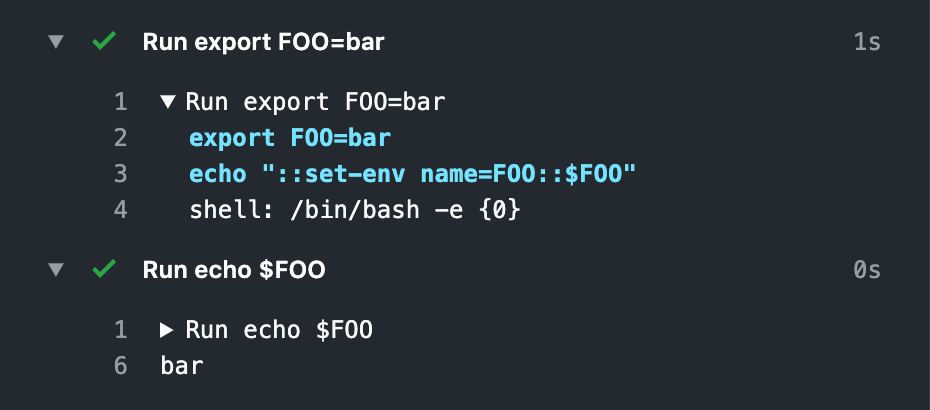 Run export FOO=bar 1s
1 Run export FOO=bar
2 export FOO=bar
3 echo "::set-env name=FOO::$FOO"
4 shell: /bin/bash -e {0}
Run echo $FOO 0s
1 Run echo $FOO
6 bar